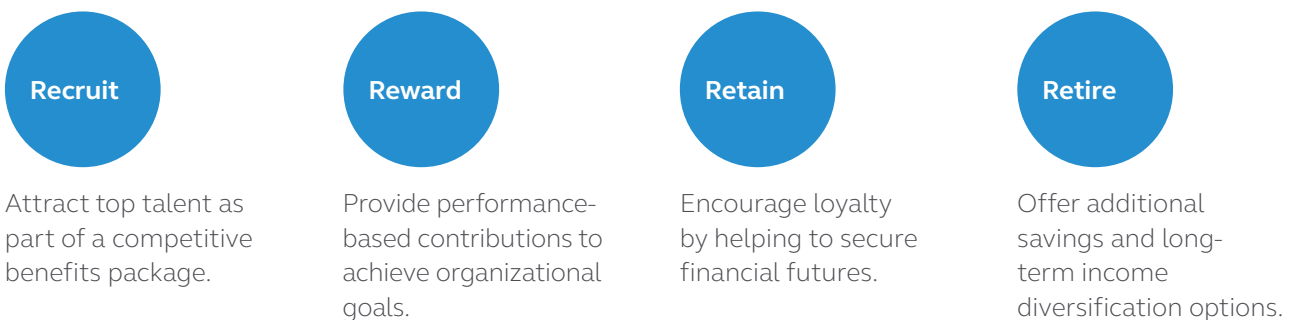 Recruit
Attract top talent as
part of a competitive
benefits package.
Reward
Provide performance-
based contributions to
achieve organizational
goals.
Retain
Encourage loyalty
by helping to secure
financial futures.
Retire
Offer additional
savings and long-
term income
diversification options.